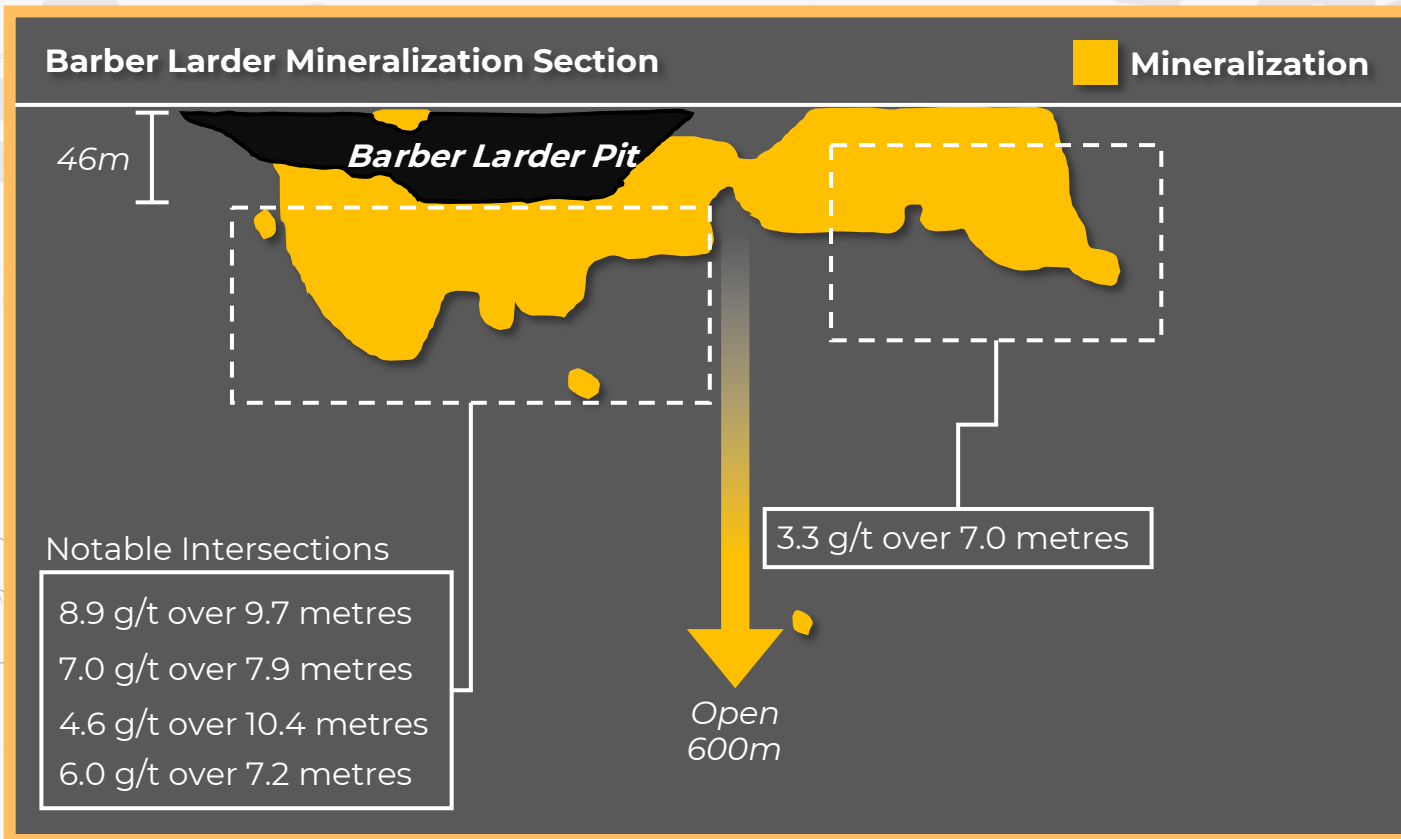 Barber Larder Mineralization Section
Mineralization
46m
Barber Larder Pit
3.3 g/t over 7.0 metres
Notable Intersections
8.9 g/t over 9.7 metres
7.0 g/t over 7.9 metres
4.6 g/t over 10.4 metres
6.0 g/t over 7.2 metres
Open
600m